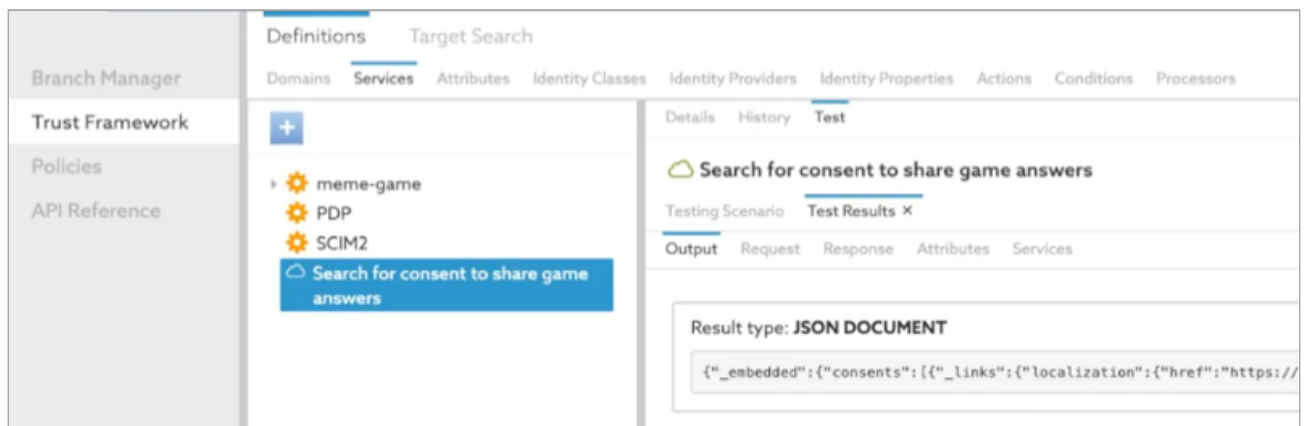 Definitions Target Search
Branch Manager
Domains Services Attributes Identity Classes Identity Providers Identity Properties Actions Conditions Processors
Trust Framework
Details History Test
Policies
API Reference
meme-game
PDP
SCIM2
Search for consent to share game
answers
Search for consent to share game answers
Testing Scenario Test Results ×
Output Request Response Attributes Services
Result type: JSON DOCUMENT
{"_embedded":{"consents":[{"_links":{"localization":{"href":"https://